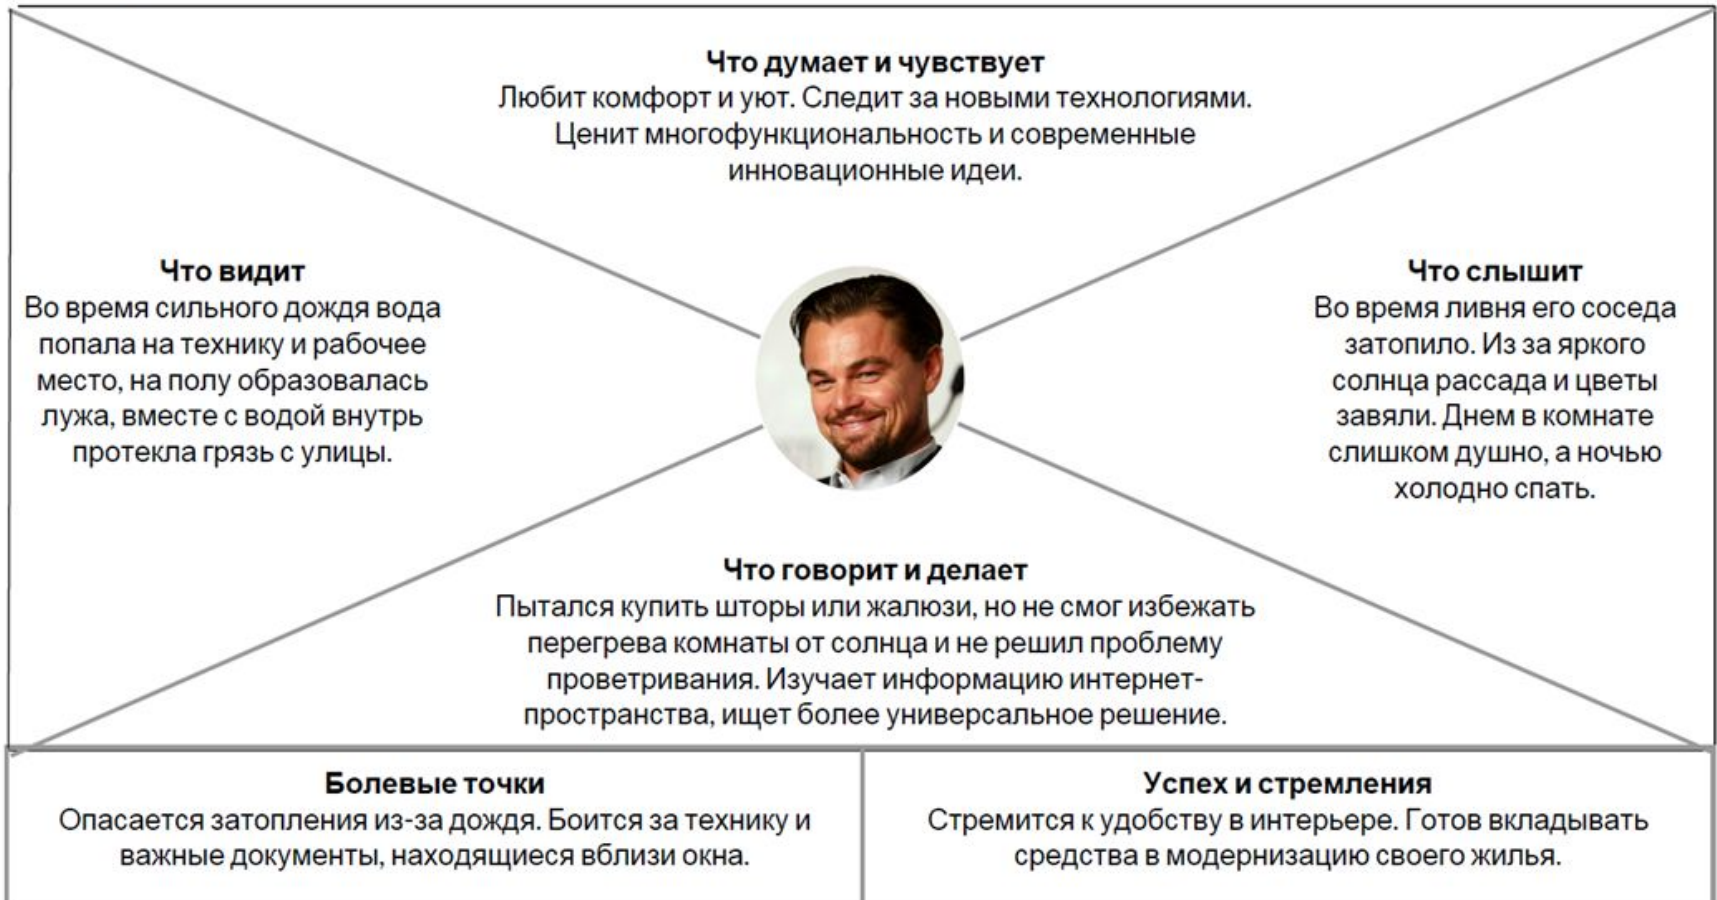 Что думает и чувствует
Любит комфорт и уют. Следит за новыми технологиями.
Ценит многофункциональность и современные
инновационные идеи.
Что видит
Во время сильного дождя вода
попала на технику и рабочее
место, на полу образовалась
лужа, вместе с водой внутрь
протекла грязь с улицы.
Что слышит
Во время ливня его соседа
затопило. Из за яркого
солнца рассада и цветы
завяли. Днем в комнате
слишком душно, а ночью
холодно спать.
Что говорит и делает
Пытался купить шторы или жалюзи, но не смог избежать
перегрева комнаты от солнца и не решил проблему
проветривания. Изучает информацию интернет-
пространства, ищет более универсальное решение.
Болевые точки
Опасается затопления из-за дождя. Боится за технику и
важные документы, находящиеся вблизи окна.
Успех и стремления
Стремится к удобству в интерьере. Готов вкладывать
средства в модернизацию своего жилья.